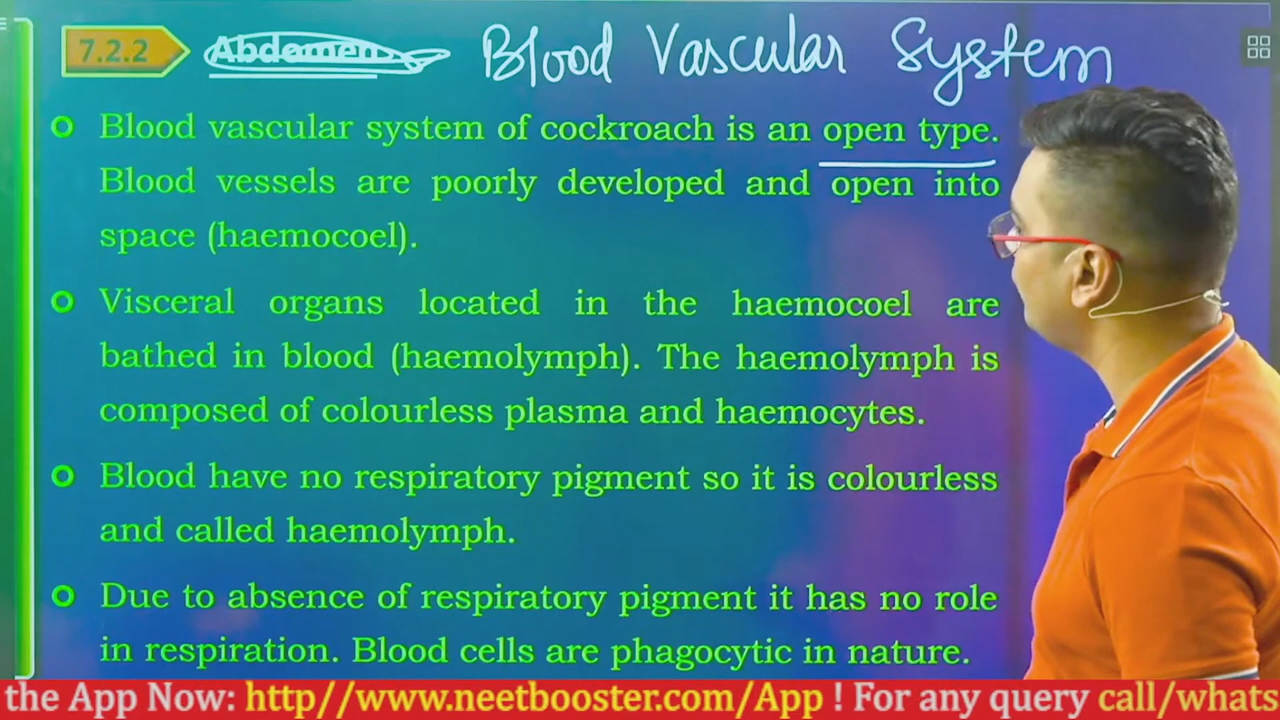 7.2.2 Abdomen Blood Vascular System
Blood vascular system of cockroach is an open type.
Blood vessels are poorly developed and open into
space (haemocoel).
Visceral organs located in the haemocoel are
bathed in blood (haemolymph). The haemolymph is
composed of colourless plasma and haemocytes.
Blood have no respiratory pigment so it is colourless
and called haemolymph.
Due to absence of respiratory pigment it has no role
in respiration. Blood cells are phagocytic in nature.
the App Now: http//www.neetbooster.com/App ! For any query call/whats